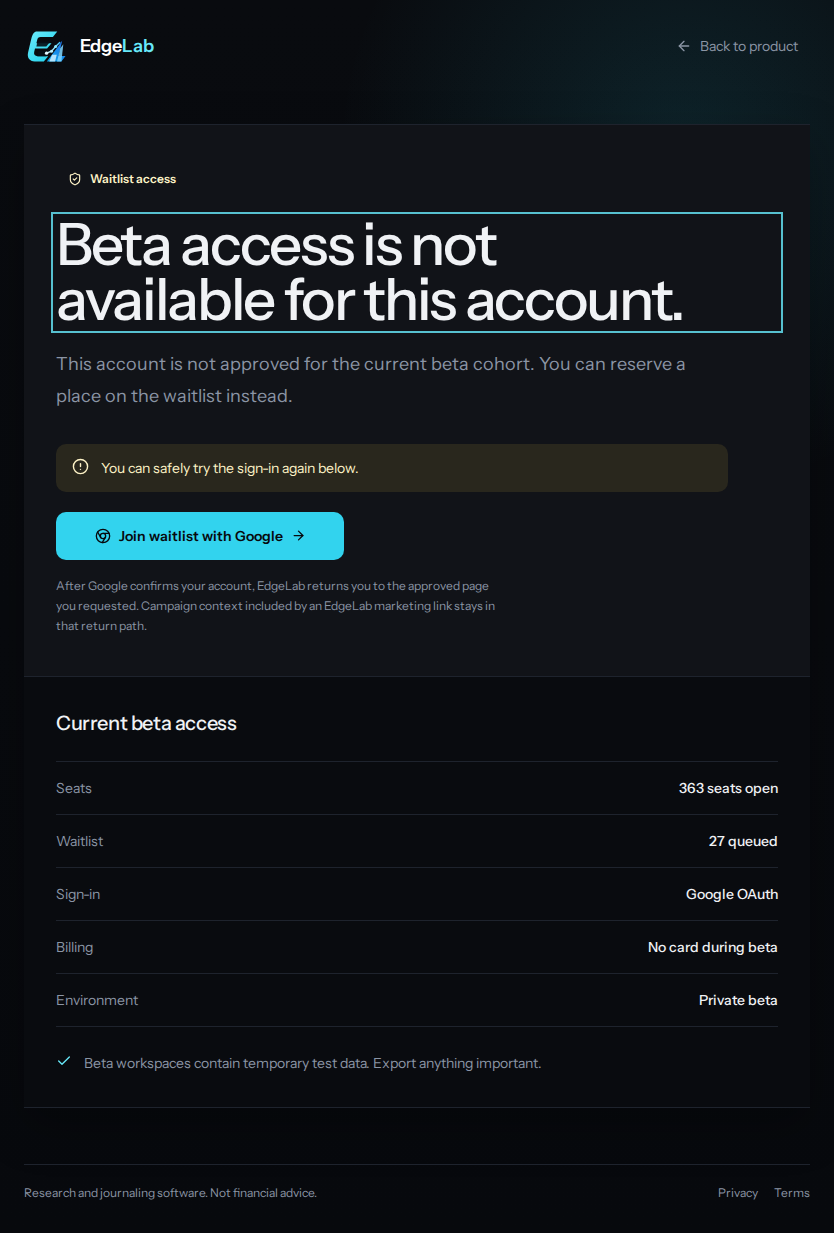 EdgeLab
Back to product
Waitlist access
Beta access is not
available for this account.
This account is not approved for the current beta cohort. You can reserve a
place on the waitlist instead.
You can safely try the sign-in again below.
Join waitlist with Google
After Google confirms your account, EdgeLab returns you to the approved page
you requested. Campaign context included by an EdgeLab marketing link stays in
that return path.
Current beta access
Seats 363 seats open
Waitlist 27 queued
Sign-in Google OAuth
Billing No card during beta
Environment Private beta
Beta workspaces contain temporary test data. Export anything important.
Research and journaling software. Not financial advice.
Privacy Terms